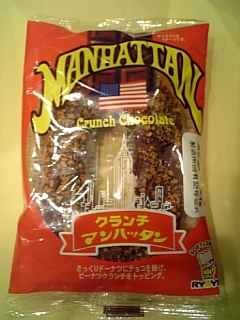 MANHATTAN
Crunch Chocolate
クランチ
マンハッタン
さっくりドーナツにチョコを掛け、
ピーナツクランチをトッピング。
RYOYU